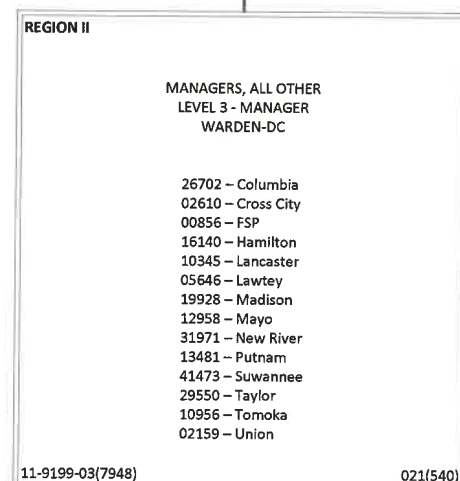 REGION II
MANAGERS, ALL OTHER
LEVEL 3 - MANAGER
WARDEN-DC
26702 – Columbia
02610 – Cross City
00856 – FSP
16140 – Hamilton
10345 – Lancaster
05646 – Lawtey
19928 – Madison
12958 – Mayo
31971 – New River
13481 – Putnam
41473 – Suwannee
29550 – Taylor
10956 – Tomoka
02159 – Union
11-9199-03(7948) 021(540)